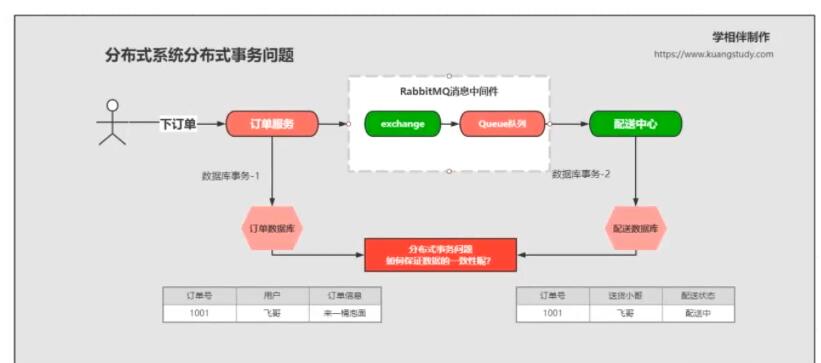 学相伴制作
分布式系统分布式事务问题
https://www.kuangstudy.com
RabbitMQ消息中间件
下订单
订单服务
exchange
Queue队列
配送中心
数据库事务-1
数据库事务-2
订单数据库
配送数据库
分布式事务问题
如何保证数据的一致性呢?
订单号 用户 订单信息
1001 飞哥 来一桶泡面
订单号 送货小哥 配送状态
1001 飞哥 配送中